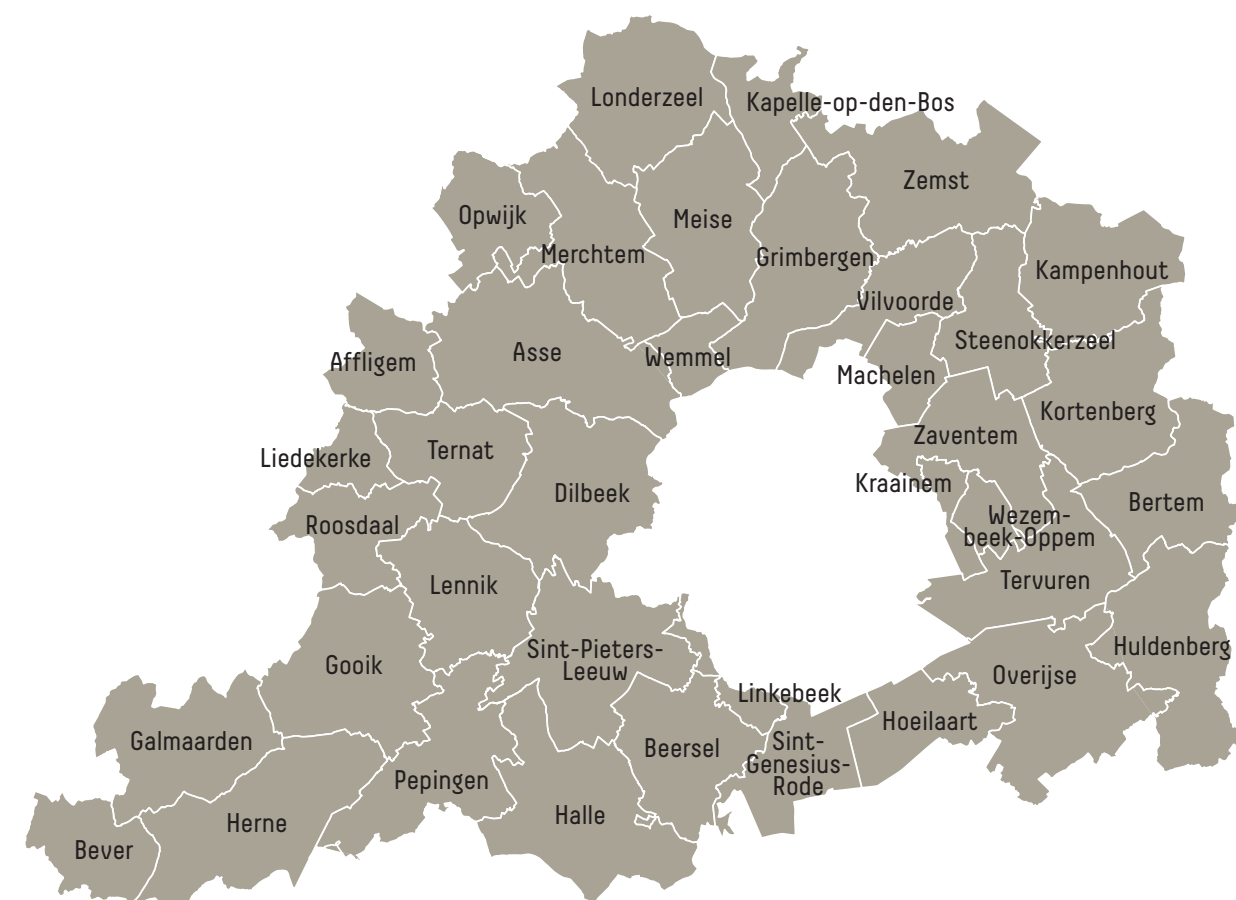 Londerzeel
Kapelle-op-den-Bos
Zemst
Opwijk
Meise
Merchtem
Grimbergen
Kampenhout
Vilvoorde
Steenokkerzeel
Asse
Wemmel
Affligem
Machelen
Kortenberg
Zaventem
Ternat
Liedekerke
Kraainem
Dilbeek
Bertem
Wezem-
beek-Oppem
Roosdaal
Tervuren
Lennik
Huldenberg
Sint-Pieters-
Leeuw
Gooik
Overijse
Linkebeek
Hoeilaart
Galmaarden
Beersel
Sint-
Genesius-
Rode
Pepingen
Halle
Herne
Bever